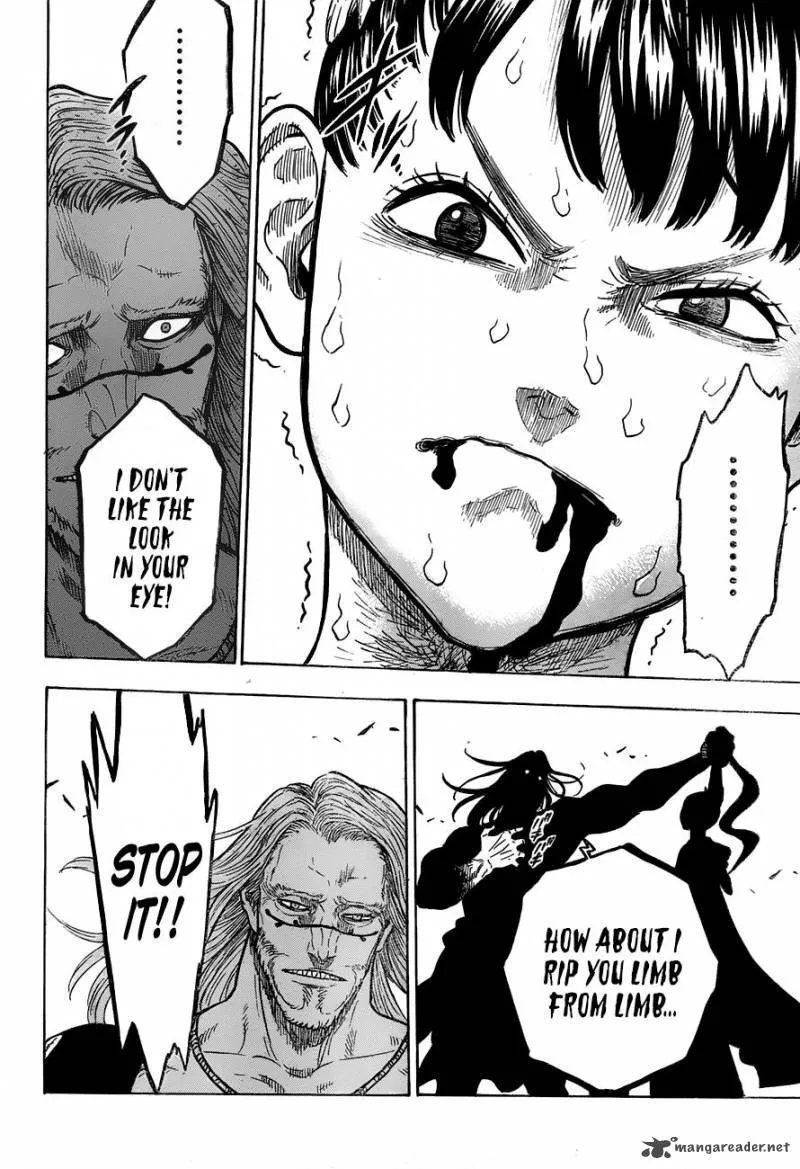 ..........
.......
I DON'T
LIKE THE
LOOK
IN YOUR
EYE!
HOW ABOUT I
RIP YOU LIMB
FROM LIMB...
STOP
IT!!
mangareader.net